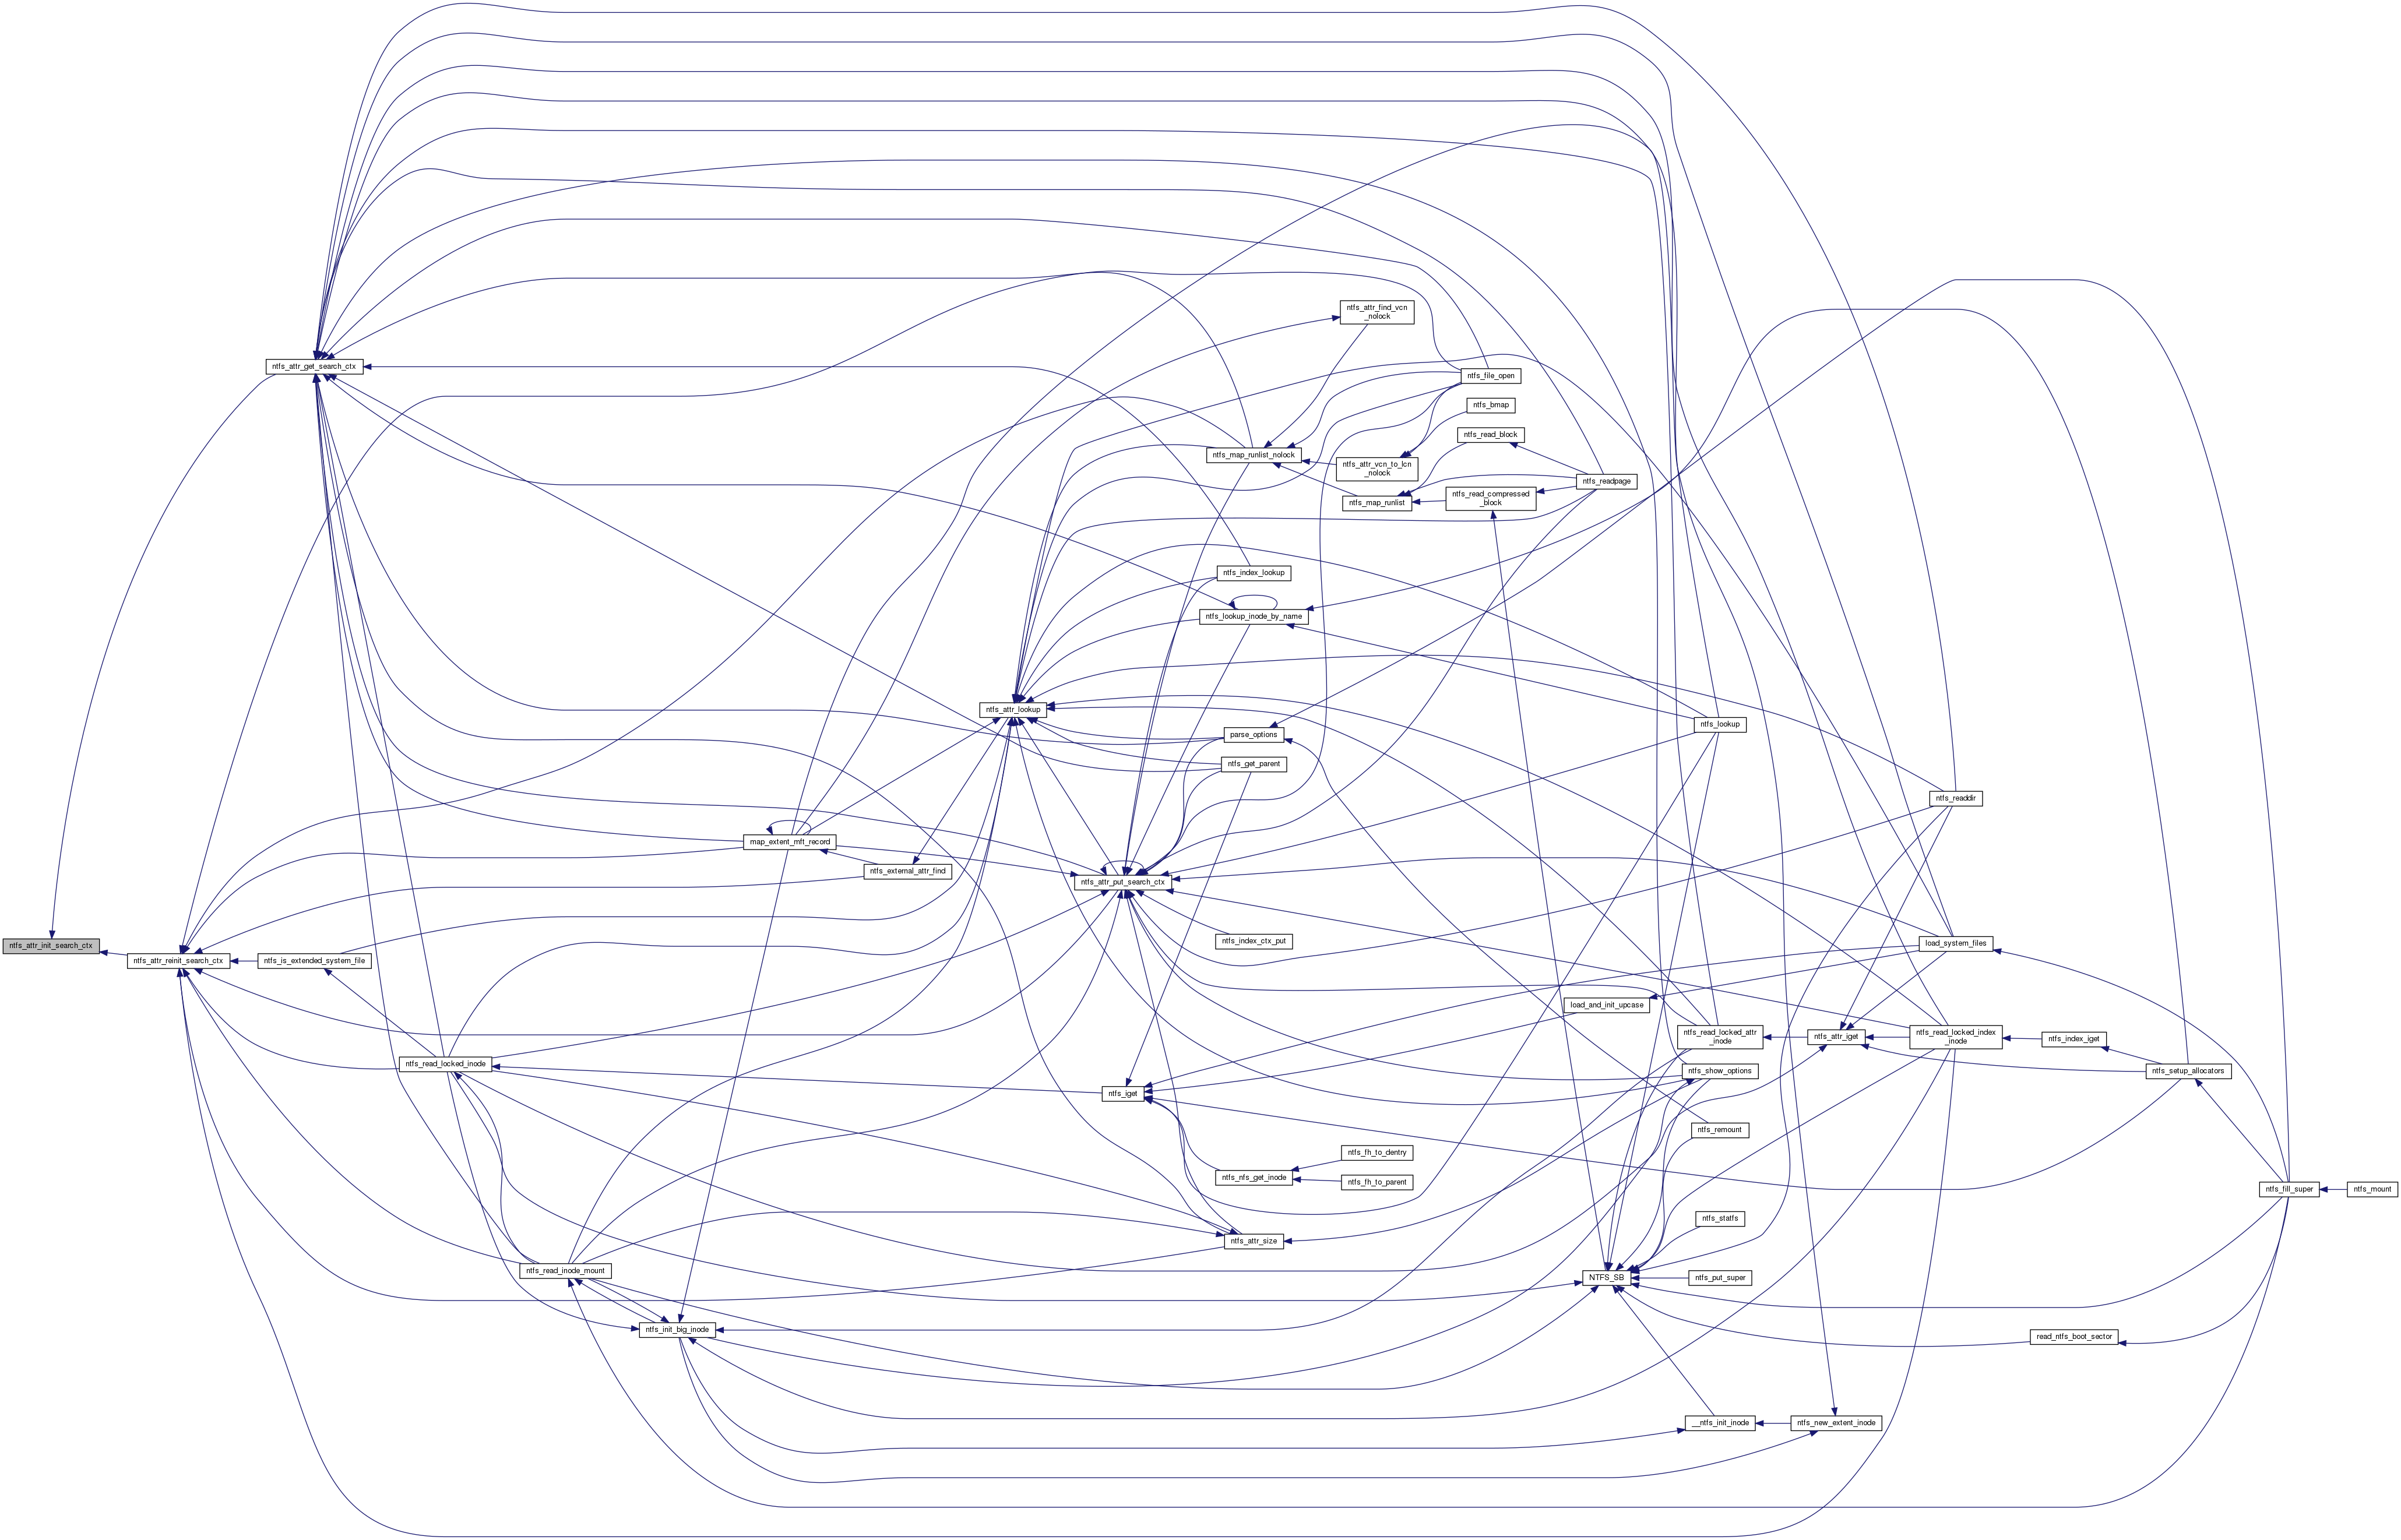 ntfs_attr_find_vcn
_nolock
ntfs_attr_get_search_ctx
ntfs_file_open
ntfs_bmap
ntfs_read_block
ntfs_map_runlist_nolock
ntfs_attr_vcn_to_lcn
_nolock
ntfs_readpage
ntfs_map_runlist
ntfs_read_compressed
_block
ntfs_index_lookup
ntfs_lookup_inode_by_name
ntfs_attr_lookup
ntfs_lookup
parse_options
ntfs_get_parent
ntfs_readdir
map_extent_mft_record
ntfs_external_attr_find
ntfs_attr_put_search_ctx
ntfs_attr_init_search_ctx
ntfs_index_ctx_put
load_system_files
ntfs_attr_reinit_search_ctx
ntfs_is_extended_system_file
load_and_init_upcase
ntfs_read_locked_attr
_inode
ntfs_attr_iget
ntfs_read_locked_index
_inode
ntfs_index_iget
ntfs_read_locked_inode
ntfs_show_options
ntfs_setup_allocators
ntfs_iget
ntfs_remount
ntfs_fh_to_dentry
ntfs_nfs_get_inode
ntfs_fh_to_parent
ntfs_fill_super
ntfs_mount
ntfs_statfs
ntfs_attr_size
ntfs_read_inode_mount
NTFS_SB
ntfs_put_super
ntfs_init_big_inode
read_ntfs_boot_sector
__ntfs_init_inode
ntfs_new_extent_inode